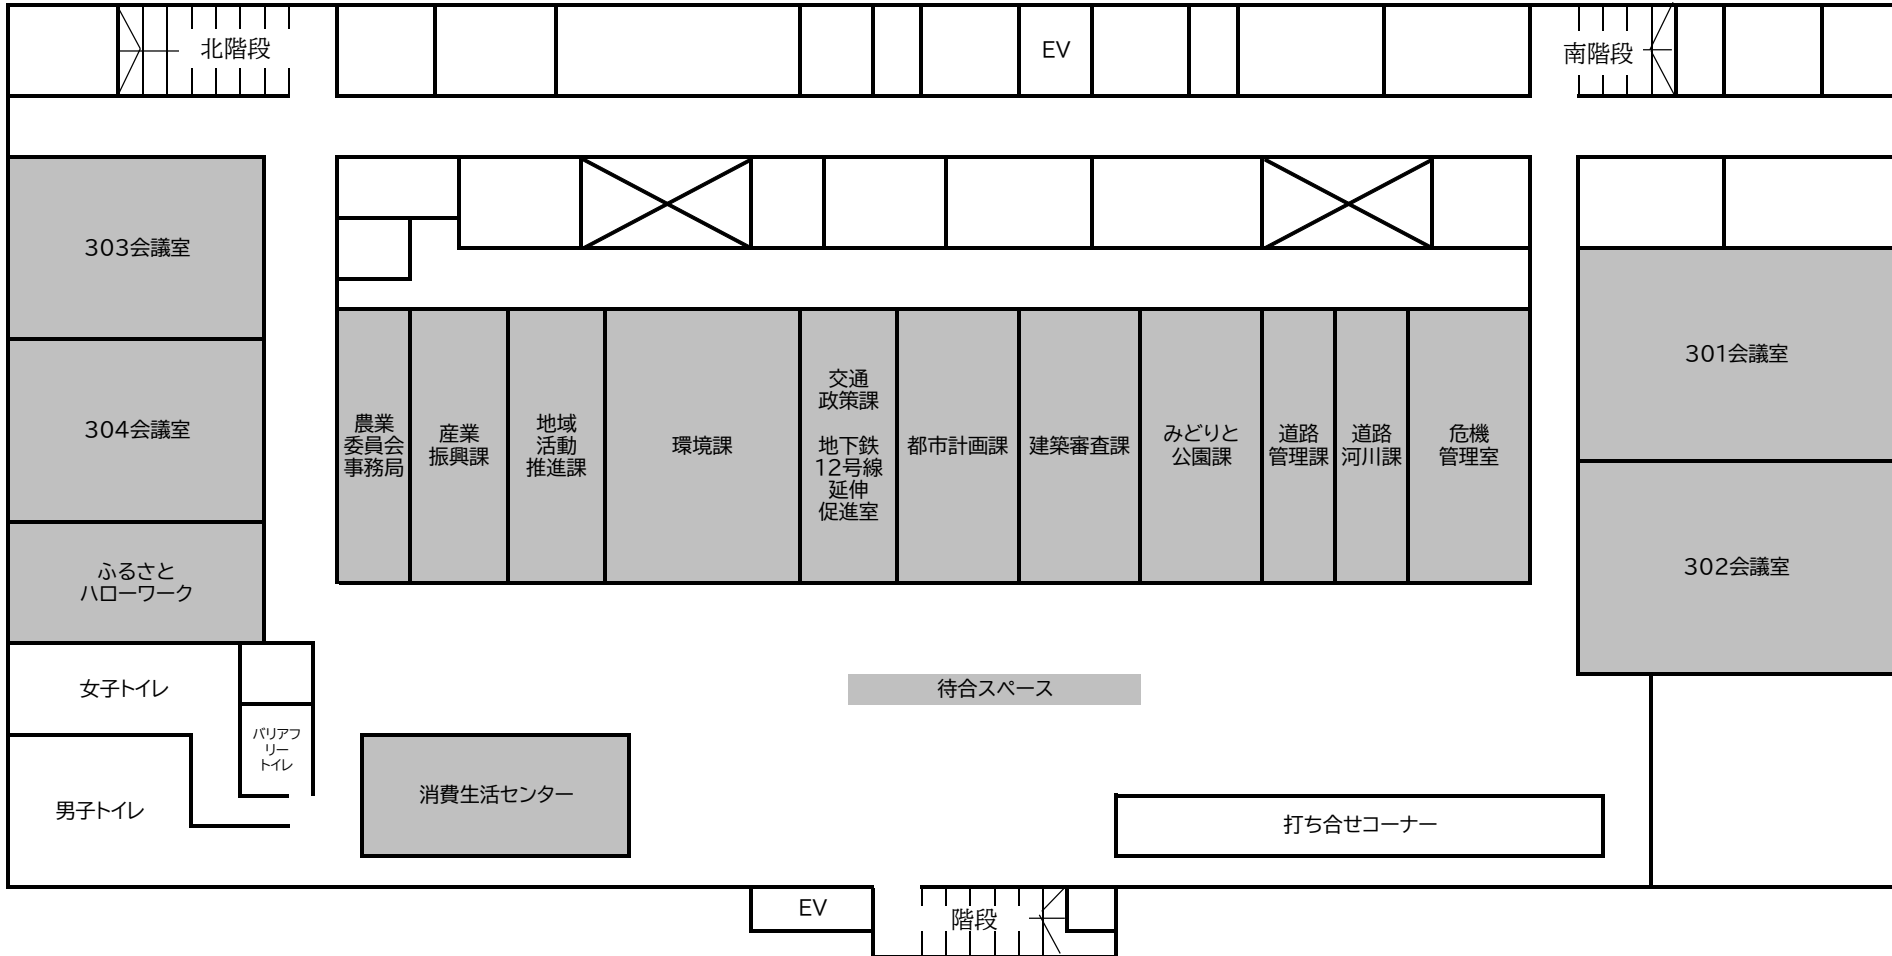 北階段
EV
南階段
303会議室
304会議室
ふるさと
ハローワーク
農業
委員会
事務局
産業
振興課
地域
活動
推進課
環境課
交通
政策課
地下鉄
12号線
延伸
促進室
都市計画課
建築審査課
みどりと
公園課
道路
管理課
道路
河川課
危機
管理室
301会議室
302会議室
女子トイレ
バリアフ
リー
トイレ
男子トイレ
待合スペース
消費生活センター
打ち合せコーナー
EV
階段